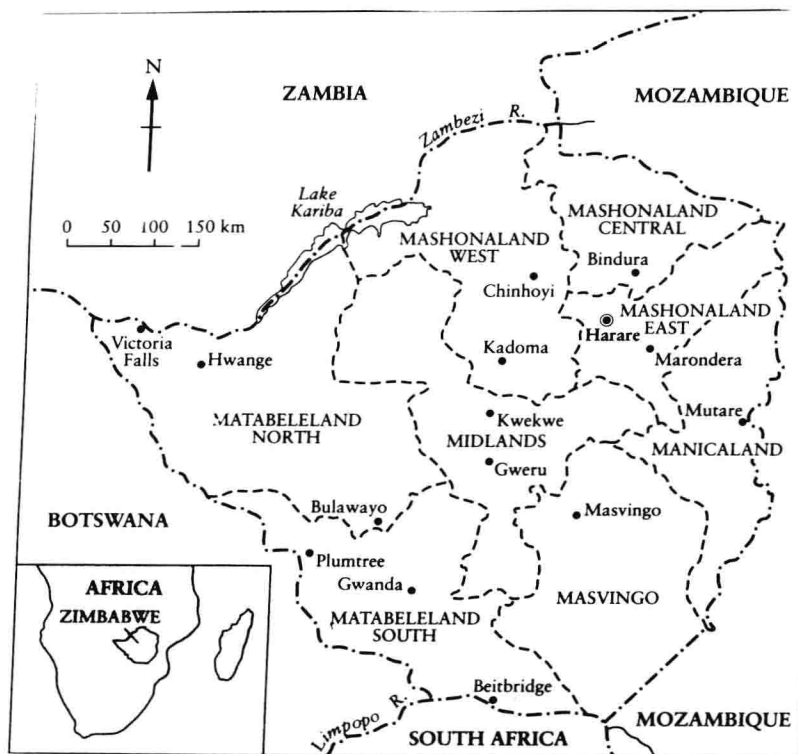 N
ZAMBIA
MOZAMBIQUE
Zambezi R.
Lake
Kariba
0 50 100 150 km
MASHONALAND
CENTRAL
MASHONALAND
WEST
Bindura
Chinhoyi
MASHONALAND
EAST
Harare
Victoria
Falls
Hwange
Kadoma
Marondera
MATABELELAND
NORTH
Kwekwe
Mutare
MIDLANDS
MANICALAND
Gweru
Bulawayo
Masvingo
BOTSWANA
Plumtree
Gwanda
AFRICA
ZIMBABWE
MASVINGO
MATABELELAND
SOUTH
Beitbridge
Limpopo R.
MOZAMBIQUE
SOUTH AFRICA